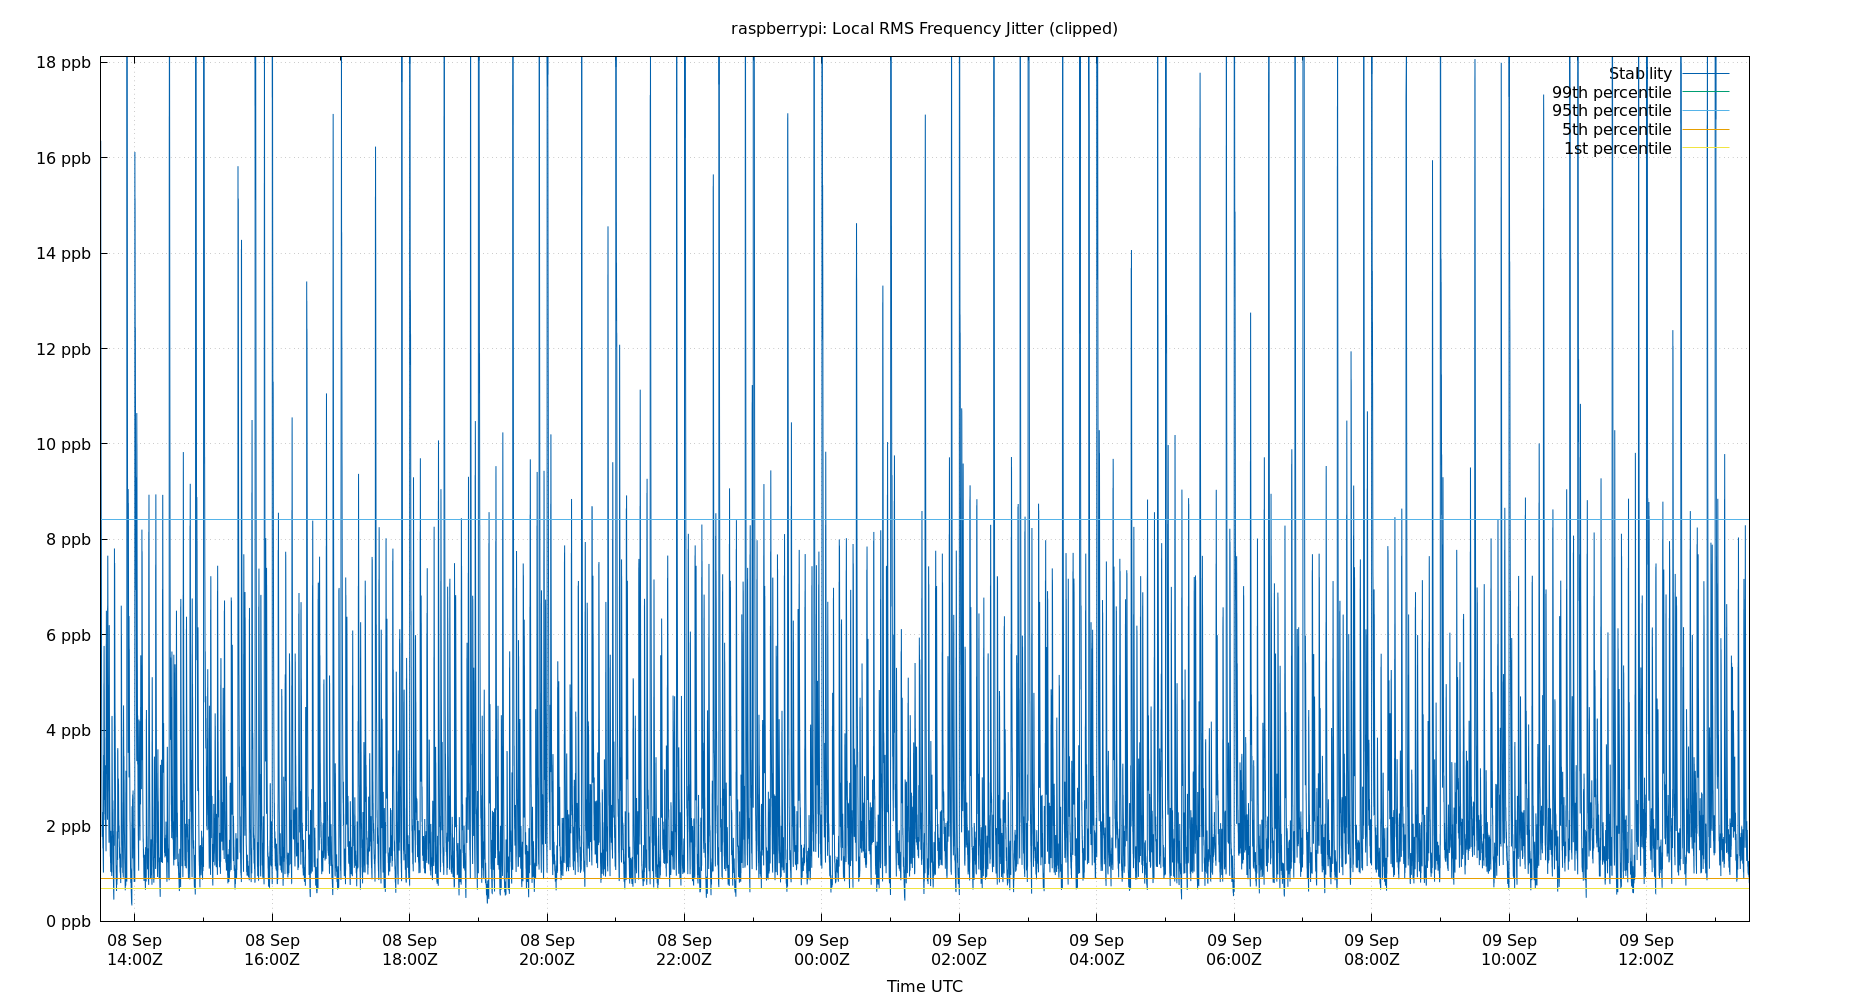 raspberrypi: Local RMS Frequency Jitter (clipped)
18 ppb
16 ppb
14 ppb
12 ppb
10 ppb
8 ppb
6 ppb
4 ppb
2 ppb
0 ppb
Stability
99th percentile
95th percentile
5th percentile
1st percentile
08 Sep 08 Sep 08 Sep 08 Sep 08 Sep 09 Sep 09 Sep 09 Sep 09 Sep 09 Sep 09 Sep 09 Sep
14:00Z 16:00Z 18:00Z 20:00Z 22:00Z 00:00Z 02:00Z 04:00Z 06:00Z 08:00Z 10:00Z 12:00Z
Time UTC